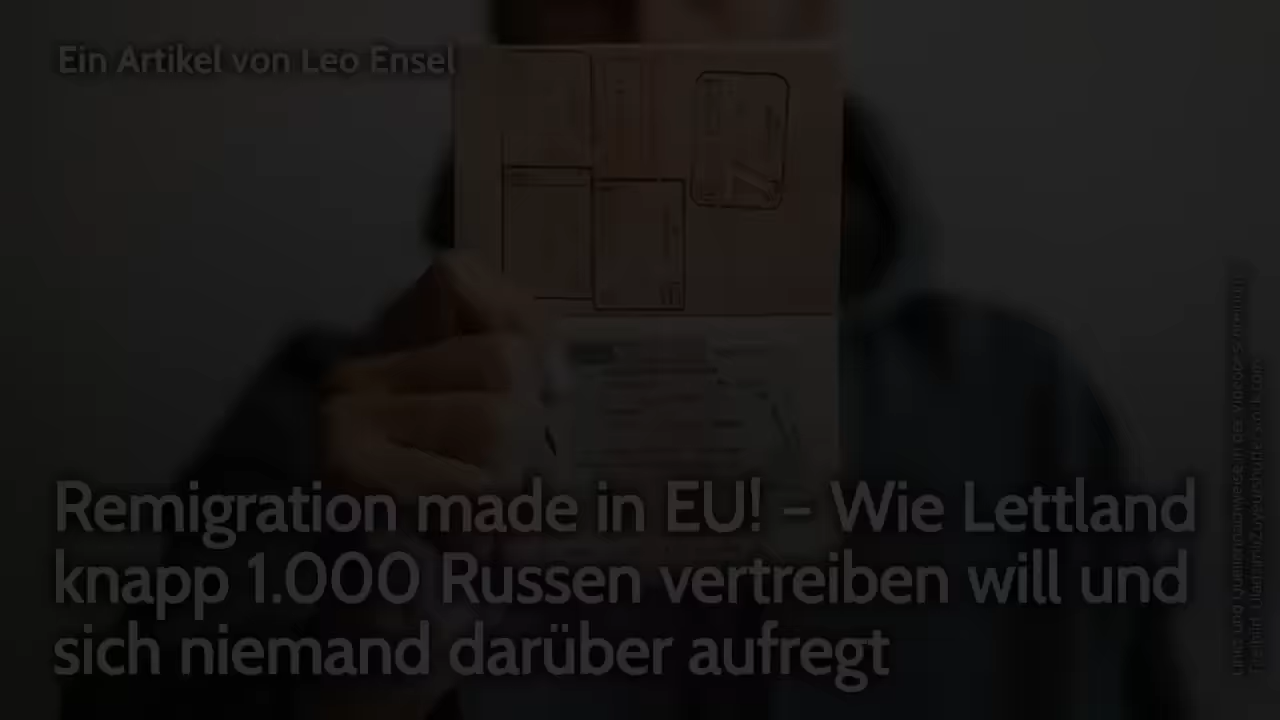 Ein Artikel von Leo Ensel
Remigration made in EU! – Wie Lettland
knapp 1.000 Russen vertreiben will und
sich niemand darüber aufregt